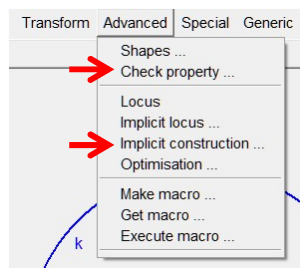 Transform Advanced Special Generic
Shapes ...
Check property ...
Locus
Implicit locus ...
Implicit construction ...
Optimisation ...
Make macro ...
Get macro ...
Execute macro ...
k